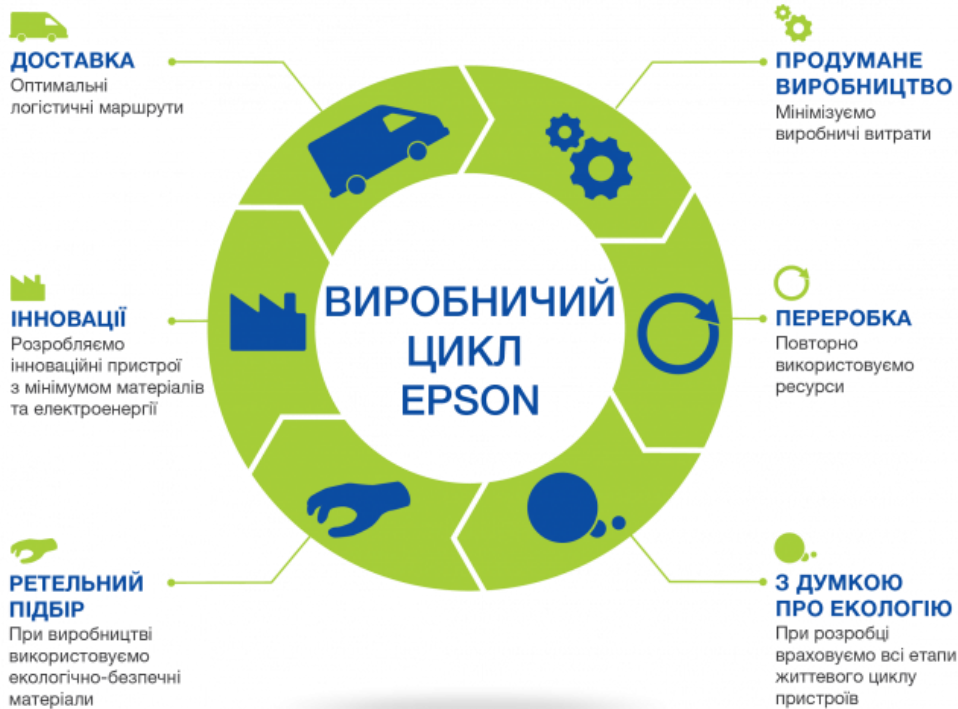 ДОСТАВКА
Оптимальні
логістичні маршрути
ПРОДУМАНЕ
ВИРОБНИЦТВО
Мінімізуємо
виробничі витрати
ІННОВАЦІЇ
Розробляємо
інноваційні пристрої
з мінімумом матеріалів
та електроенергії
ВИРОБНИЧИЙ
ЦИКЛ
EPSON
ПЕРЕРОБКА
Повторно
використовуємо
ресурси
РЕТЕЛЬНИЙ
ПІДБІР
При виробництві
використовуємо
екологічно-безпечні
матеріали
З ДУМКОЮ
ПРО ЕКОЛОГІЮ
При розробці
враховуємо всі етапи
життевого циклу
пристроїв